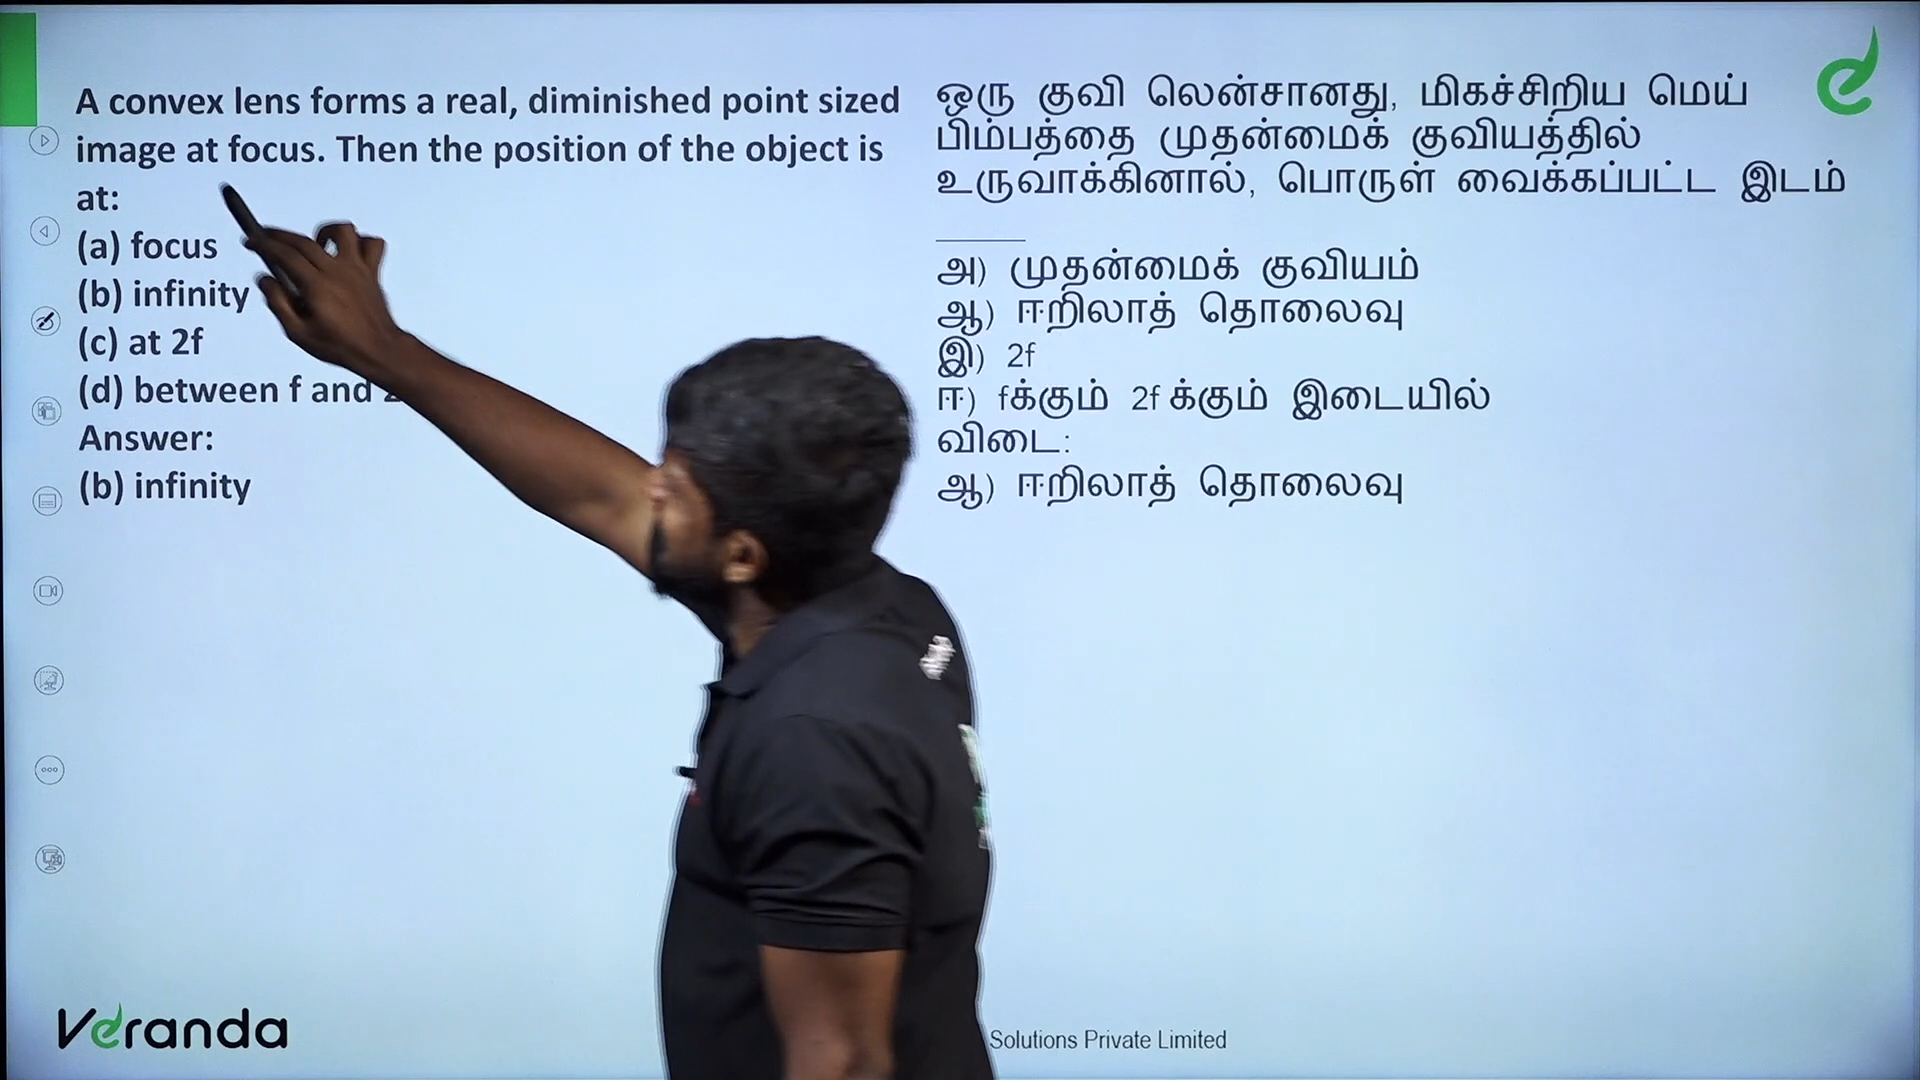 A convex lens forms a real, diminished point sized
image at focus. Then the position of the object is
at:
(a) focus
(b) infinity
(c) at 2f
(d) between f and
Answer:
(b) infinity
ஒரு குவி லென்சானது, மிகச்சிறிய மெய்
பிம்பத்தை முதன்மைக் குவியத்தில்
உருவாக்கினால், பொருள் வைக்கப்பட்ட இடம்
அ) முதன்மைக் குவியம்
ஆ) ஈறிலாத் தொலைவு
இ) 2f
ஈ) fக்கும் 2f க்கும் இடையில்
விடை:
ஆ) ஈறிலாத் தொலைவு
Veranda
Solutions Private Limited